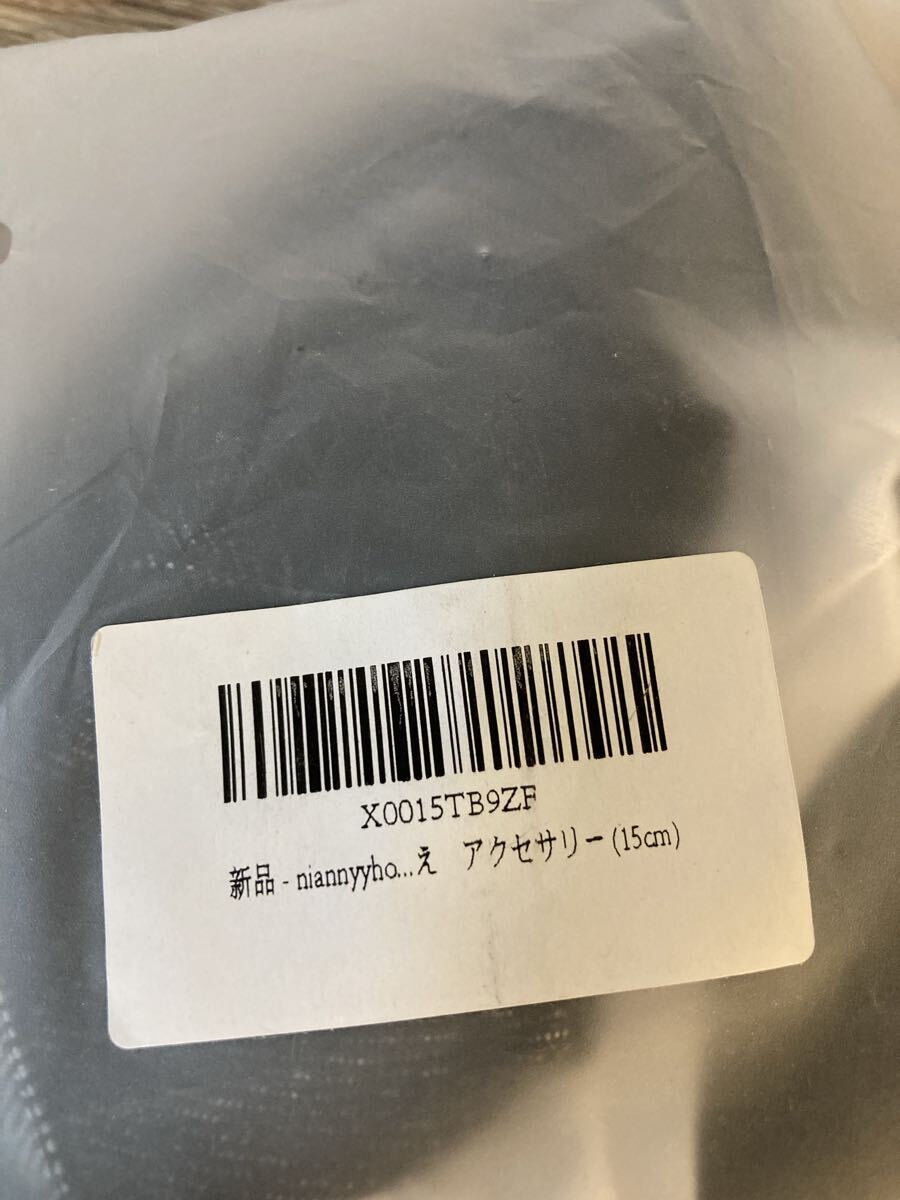 X0015TB9ZF
新品 - niannyyho...え　アクセサリー (15cm)